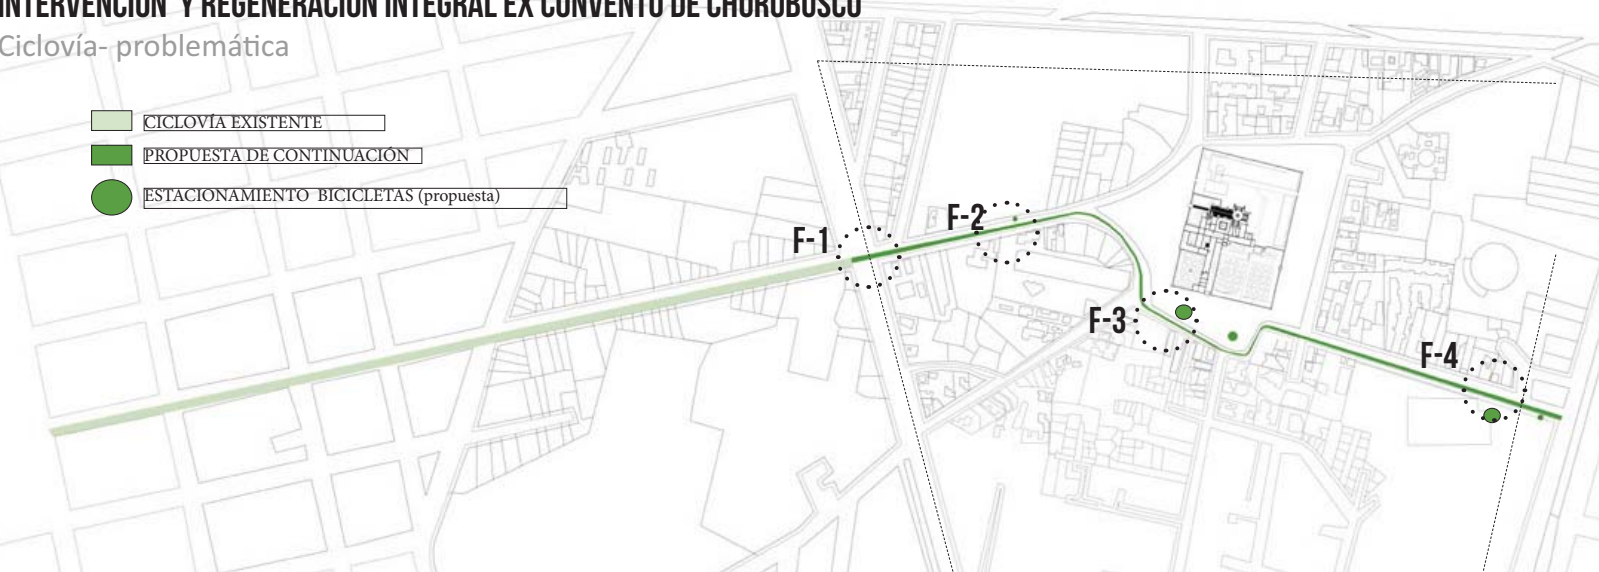 INTERVENCIÓN Y REGENERACIÓN INTEGRAL EX CONVENTO DE CHURUBUSCO
Ciclovía- problemática
CICLOVÍA EXISTENTE
PROPUESTA DE CONTINUACIÓN
ESTACIONAMIENTO BICICLETAS (propuesta)
F-1
F-2
F-3
F-4